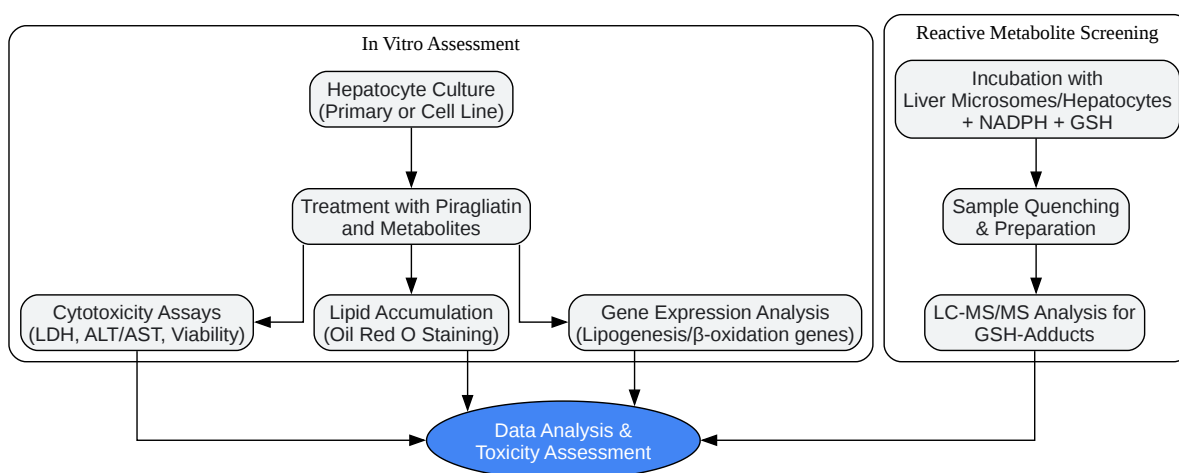 In Vitro Assessment
Hepatocyte Culture
(Primary or Cell Line)
Treatment with Piragliatin
and Metabolites
Cytotoxicity Assays
(LDH, ALT/AST, Viability)
Lipid Accumulation
(Oil Red O Staining)
Gene Expression Analysis
(Lipogenesis/β-oxidation genes)
Reactive Metabolite Screening
Incubation with
Liver Microsomes/Hepatocytes
+ NADPH + GSH
Sample Quenching
& Preparation
LC-MS/MS Analysis for
GSH-Adducts
Data Analysis &
Toxicity Assessment